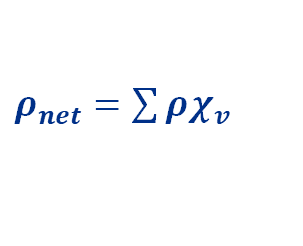 ρnet = ∑ ρχv